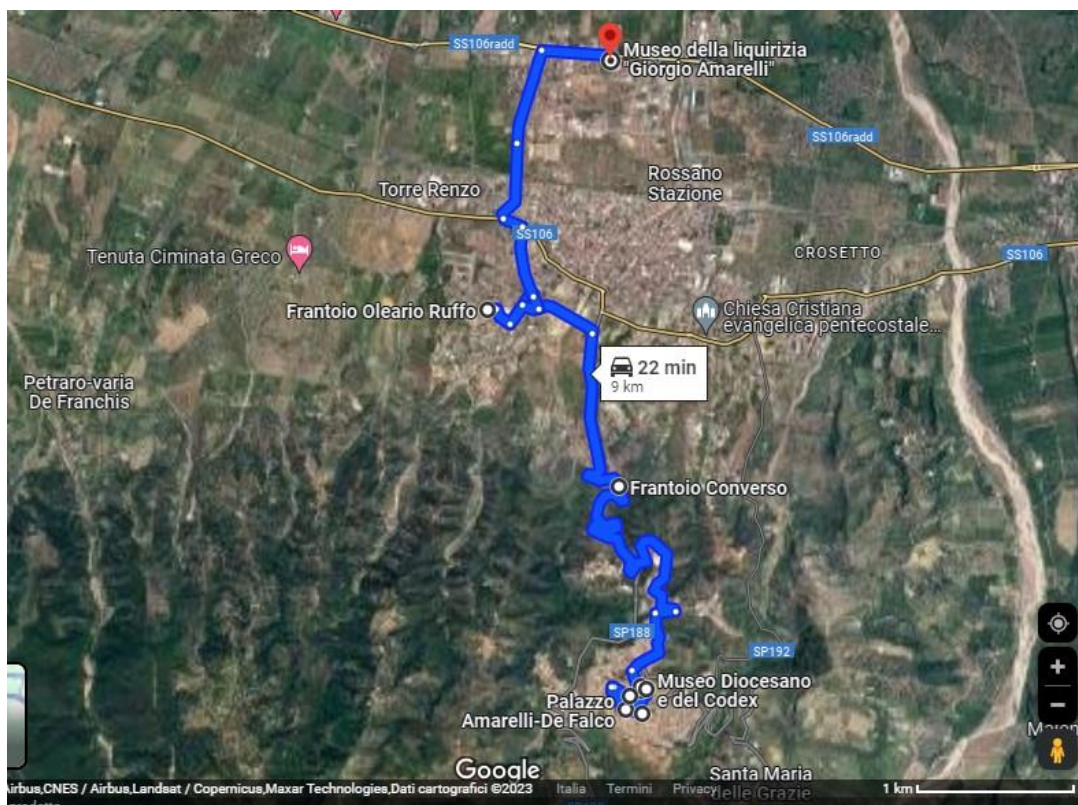 SS106radd
Museo della liquirizia
"Giorgio Amarelli"
SS106radd
Rossano
Stazione
Torre Renzo
SS106
Tenuta Ciminata Greco
CROSETTO
SS106
Frantoio Oleario Ruffo
Chiesa Cristiana
evangelica pentecostale...
22 min
9 km
Petraro-varia
De Franchis
Frantoio Converso
SP188
SP192
Museo Diocesano
e del Codex
Palazzo
Amarelli-De Falco
Google
Santa Maria
delle Grazie
Airbus,CNES / Airbus,Landsat / Copernicus,Maxar Technologies,Dati cartografici ©2023 Italia Termini Privacy 1 km